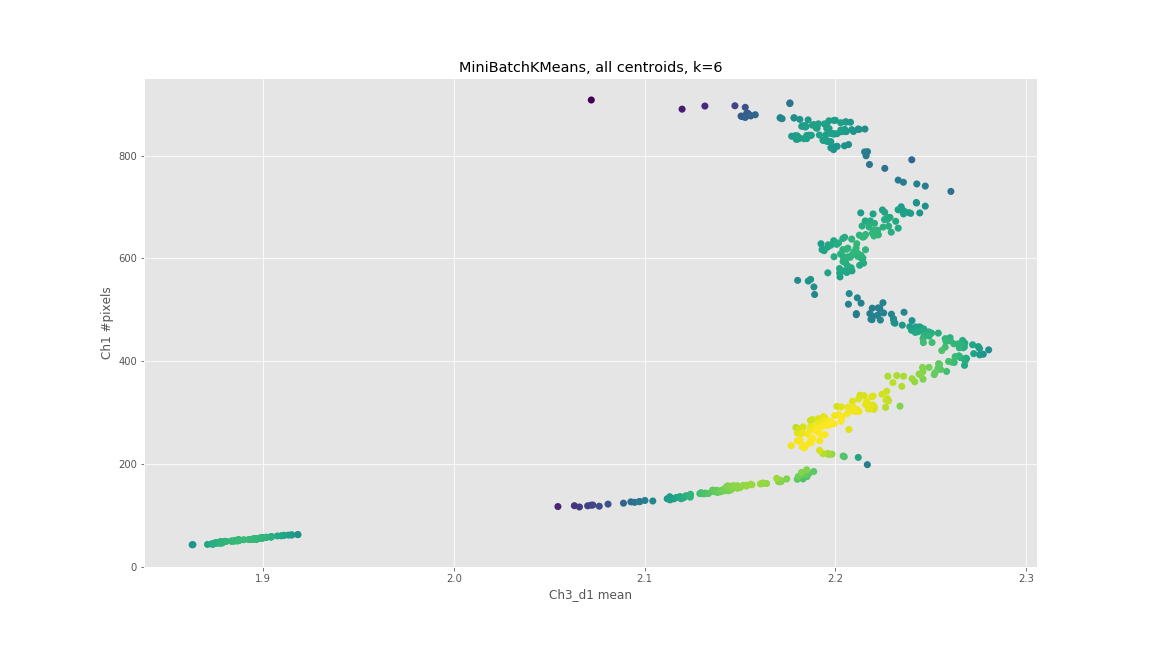 MiniBatchKMeans, all centroids, k=6
800
600
400
200
0
Ch1 #pixels
1.9 2.0 2.1 2.2 2.3
Ch3_d1 mean